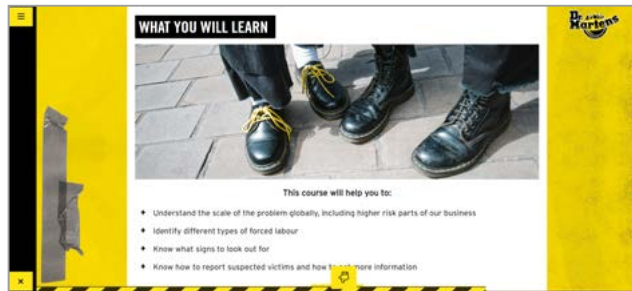 WHAT YOU WILL LEARN
Dr. Martens
This course will help you to:
+ Understand the scale of the problem globally, including higher risk parts of our business
+ Identify different types of forced labour
+ Know what signs to look out for
+ Know how to report suspected victims and how to get more information